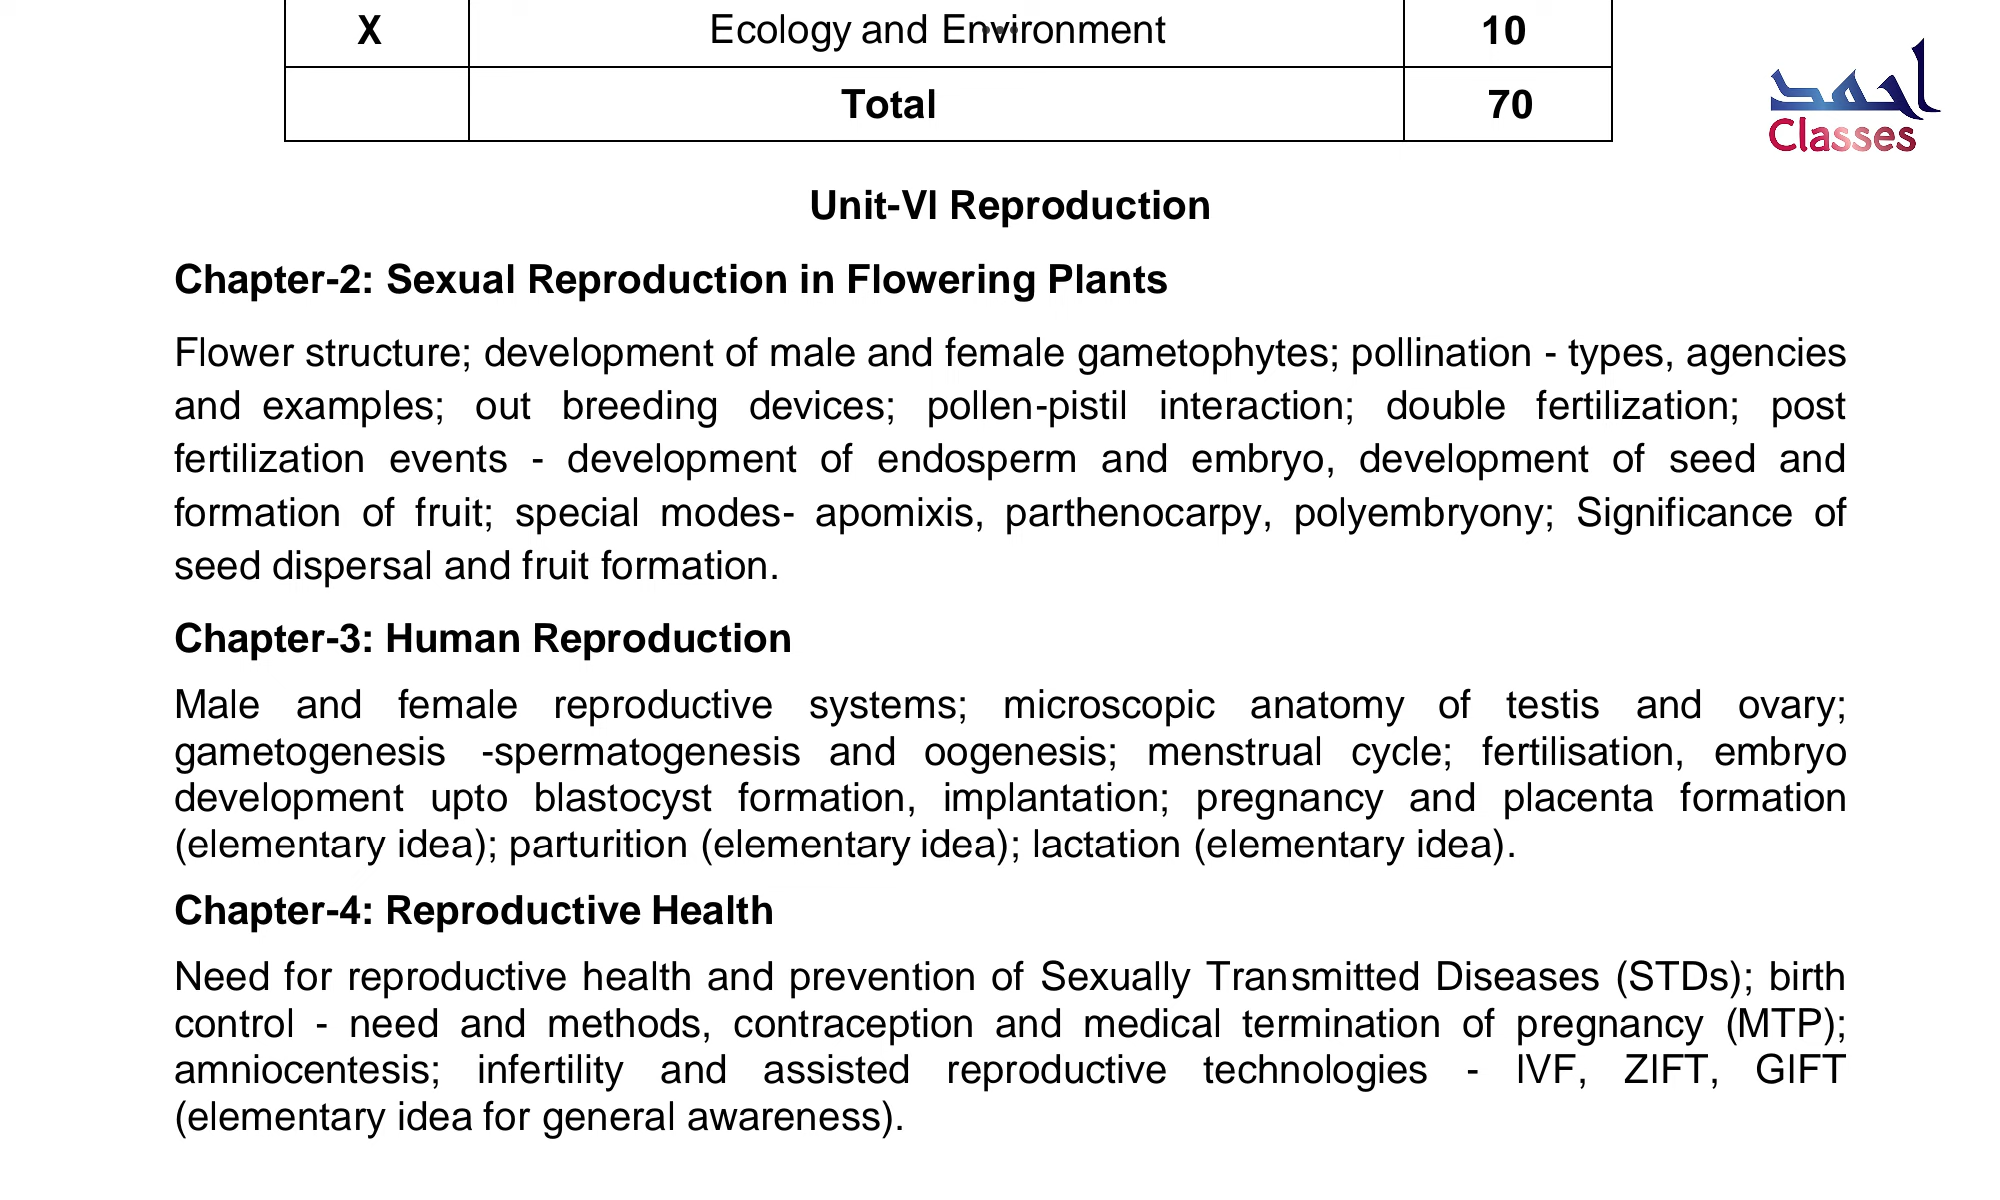 X Ecology and Environment 10
Total 70
احمد
Classes
Unit-VI Reproduction
Chapter-2: Sexual Reproduction in Flowering Plants
Flower structure; development of male and female gametophytes; pollination - types, agencies
and examples; out breeding devices; pollen-pistil interaction; double fertilization; post
fertilization events - development of endosperm and embryo, development of seed and
formation of fruit; special modes- apomixis, parthenocarpy, polyembryony; Significance of
seed dispersal and fruit formation.
Chapter-3: Human Reproduction
Male and female reproductive systems; microscopic anatomy of testis and ovary;
gametogenesis -spermatogenesis and oogenesis; menstrual cycle; fertilisation, embryo
development upto blastocyst formation, implantation; pregnancy and placenta formation
(elementary idea); parturition (elementary idea); lactation (elementary idea).
Chapter-4: Reproductive Health
Need for reproductive health and prevention of Sexually Transmitted Diseases (STDs); birth
control - need and methods, contraception and medical termination of pregnancy (MTP);
amniocentesis; infertility and assisted reproductive technologies - IVF, ZIFT, GIFT
(elementary idea for general awareness).